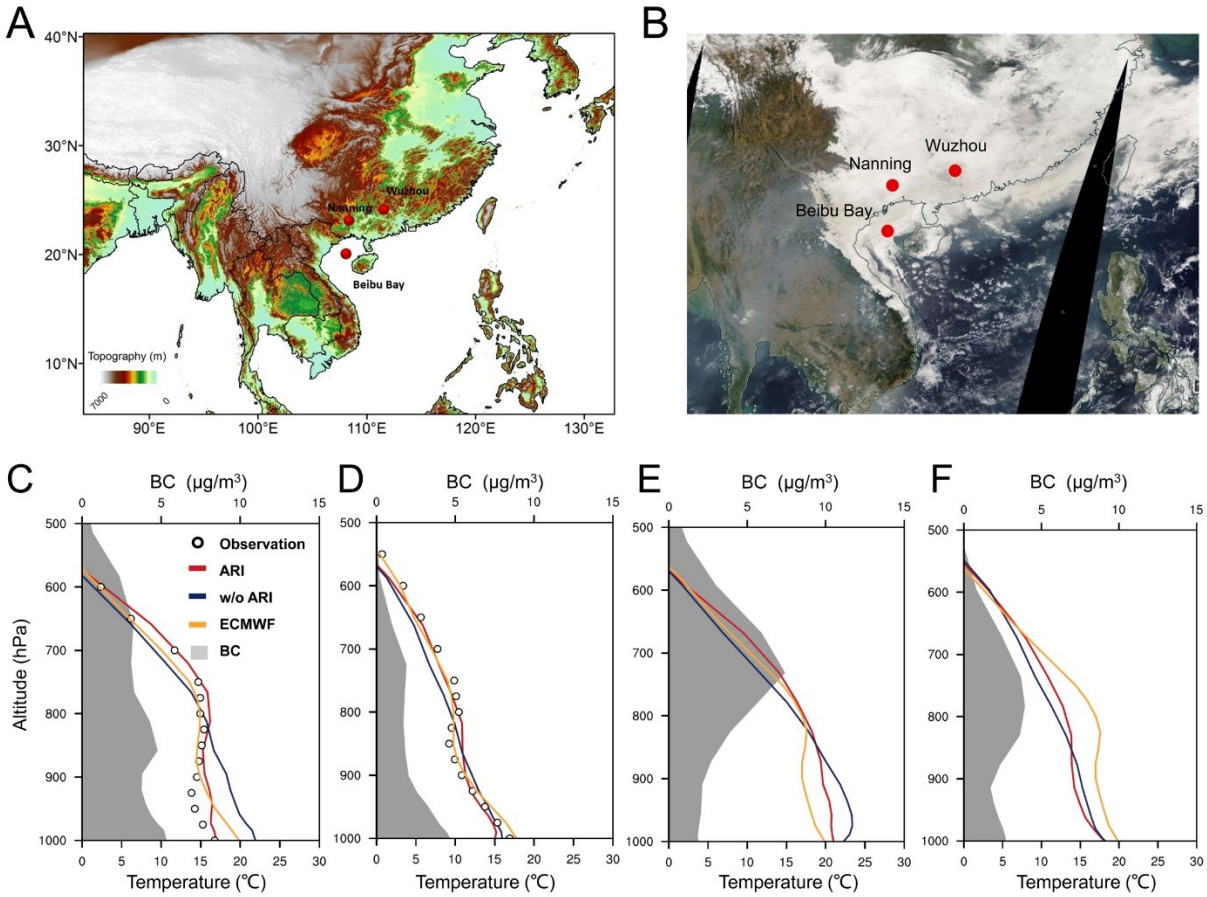 A
40°N
30°N
20°N
10°N
Wuzhou
Nanning
Beibu Bay
Topography (m)
7000
0
90°E 100°E 110°E 120°E 130°E
B
Wuzhou
Nanning
Beibu Bay
C D E F
BC (μg/m³) BC (μg/m³) BC (μg/m³) BC (μg/m³)
0 5 10 15 0 5 10 15 0 5 10 15 0 5 10 15
Altitude (hPa)
500 500 500 500
600 600 600 600
700 700 700 700
800 800 800 800
900 900 900 900
1000 1000 1000 1000
Observation
ARI
w/o ARI
ECMWF
BC
0 5 10 15 20 25 30 0 5 10 15 20 25 30 0 5 10 15 20 25 30 0 5 10 15 20 25 30
Temperature (℃) Temperature (℃) Temperature (℃) Temperature (℃)